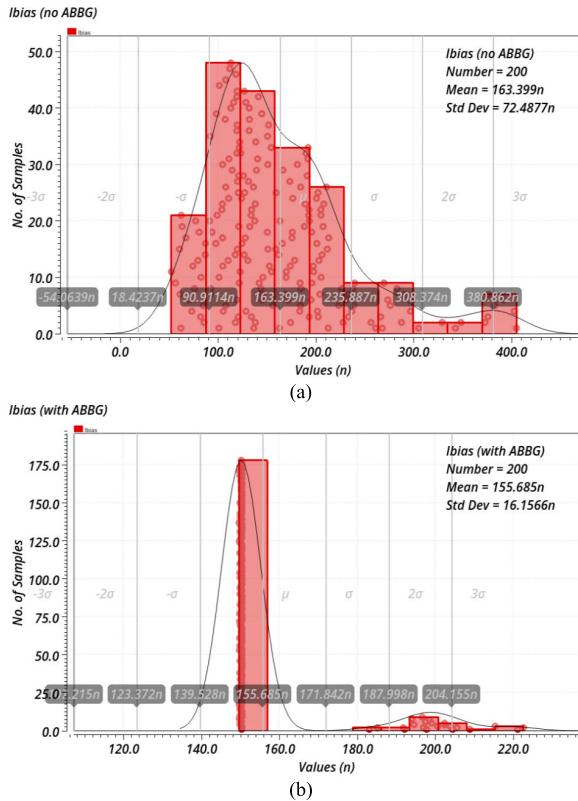 Ibias (no ABBG)
Ibias
Ibias (no ABBG)
Number = 200
Mean = 163.399n
Std Dev = 72.4877n
No. of Samples
50.0
40.0
30.0
20.0
10.0
0.0
-3σ -2σ -σ μ σ 2σ 3σ
-54.0639n 18.4237n 90.9114n 163.399n 235.887n 308.374n 380.862n
0.0 100.0 200.0 300.0 400.0
Values (n)
(a)
Ibias (with ABBG)
Ibias
Ibias (with ABBG)
Number = 200
Mean = 155.685n
Std Dev = 16.1566n
No. of Samples
175.0
150.0
125.0
100.0
75.0
50.0
25.0
0.0
-3σ -2σ -σ μ σ 2σ 3σ
123.372n 139.528n 155.685n 171.842n 187.998n 204.155n
120.0 140.0 160.0 180.0 200.0 220.0
Values (n)
(b)